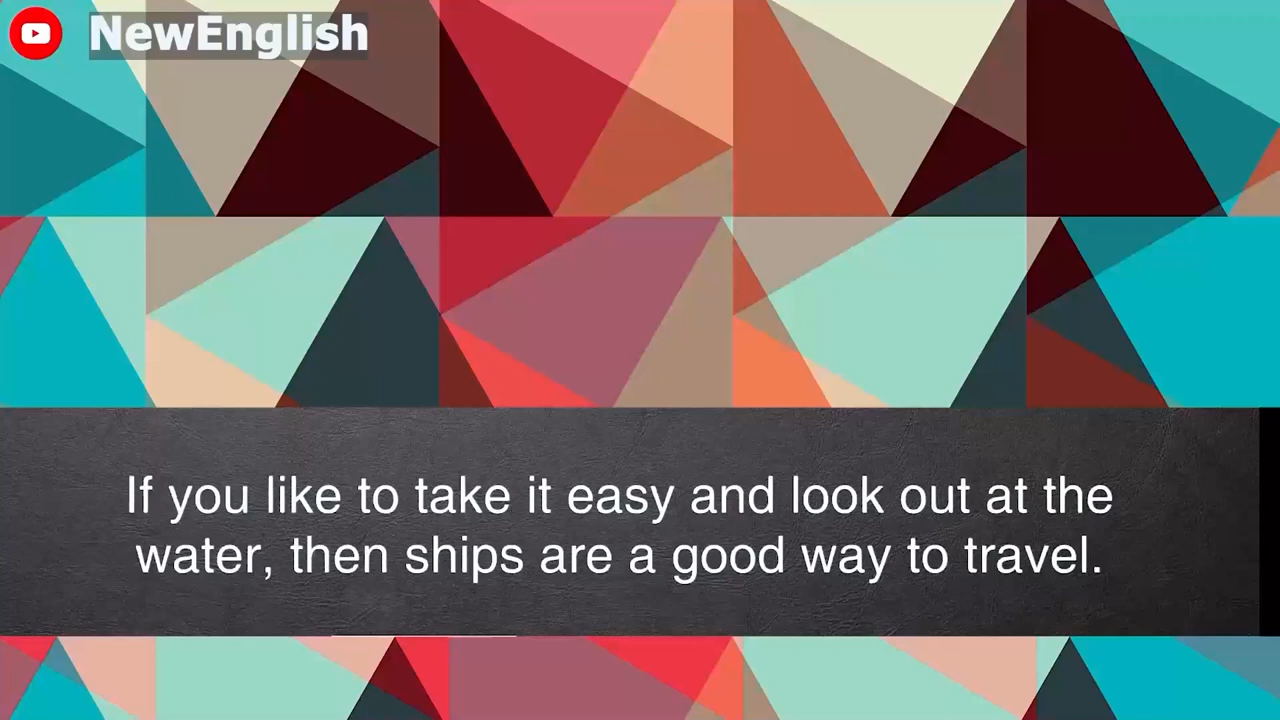 NewEnglish
If you like to take it easy and look out at the
water, then ships are a good way to travel.